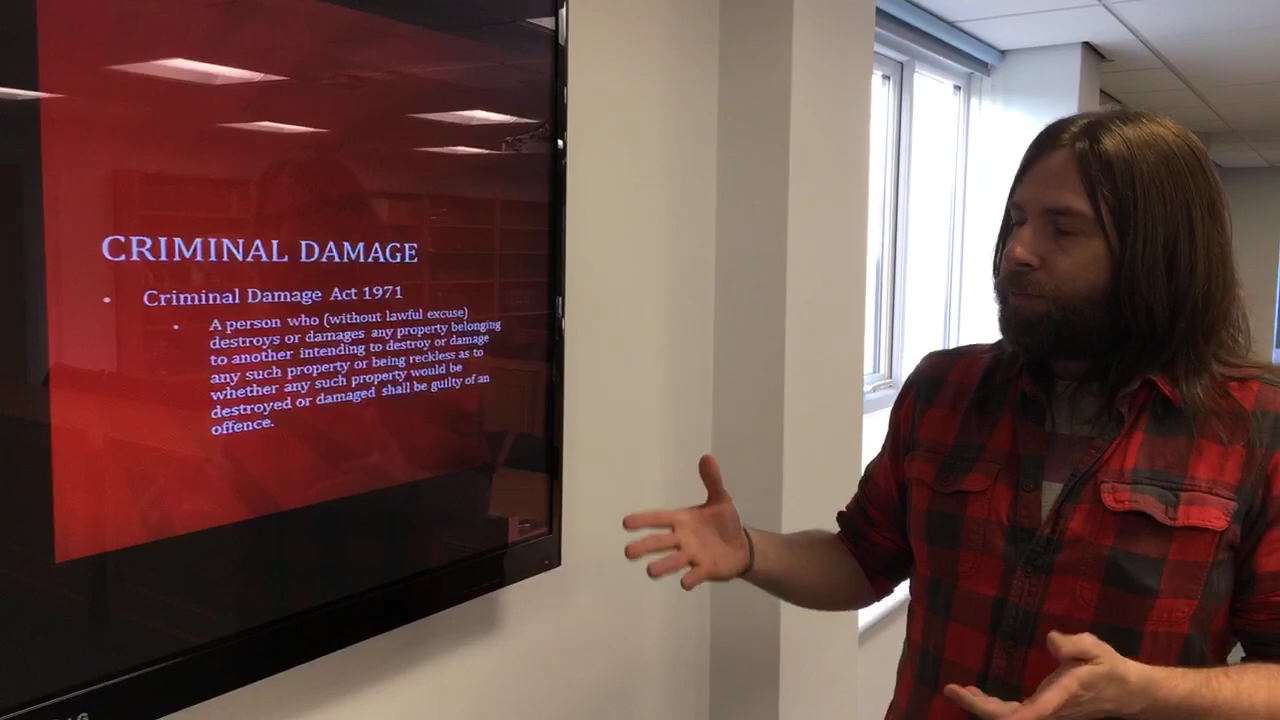 CRIMINAL DAMAGE
Criminal Damage Act 1971
A person who (without lawful excuse)
destroys or damages any property belonging
to another intending to destroy or damage
any such property or being reckless as to
whether any such property would be
destroyed or damaged shall be guilty of an
offence.